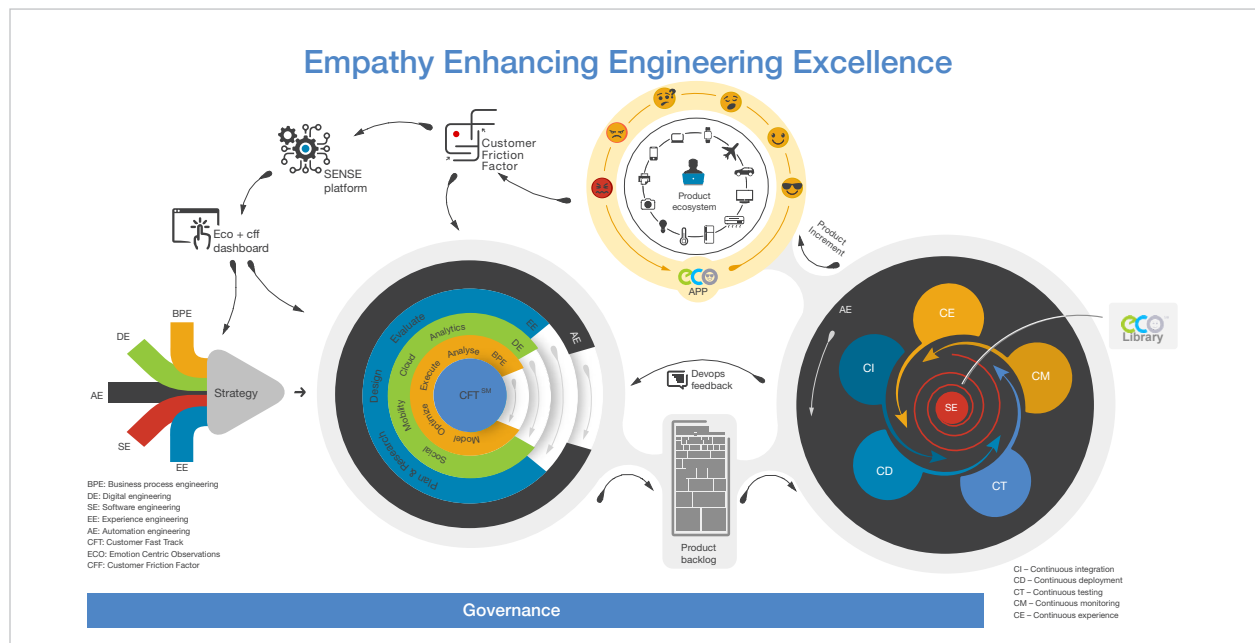 Empathy Enhancing Engineering Excellence
SENSE
platform
Customer
Friction
Factor
Product
ecosystem
Eco + cff
dashboard
Product
Increment
eco
APP
BPE
DE
AE
SE
EE
Strategy
Evaluate
Design
Plan & Research
EE
Analytics
Cloud
Mobility
Social
DE
Analyse
Execute
Optimize
Model
BPE
CFT SM
AE
Devops
feedback
Product
backlog
AE
CE
CI
CM
SE
CD
CT
eco
Library
BPE: Business process engineering
DE: Digital engineering
SE: Software engineering
EE: Experience engineering
AE: Automation engineering
CFT: Customer Fast Track
ECO: Emotion Centric Observations
CFF: Customer Friction Factor
CI – Continuous integration
CD – Continuous deployment
CT – Continuous testing
CM – Continuous monitoring
CE – Continuous experience
Governance